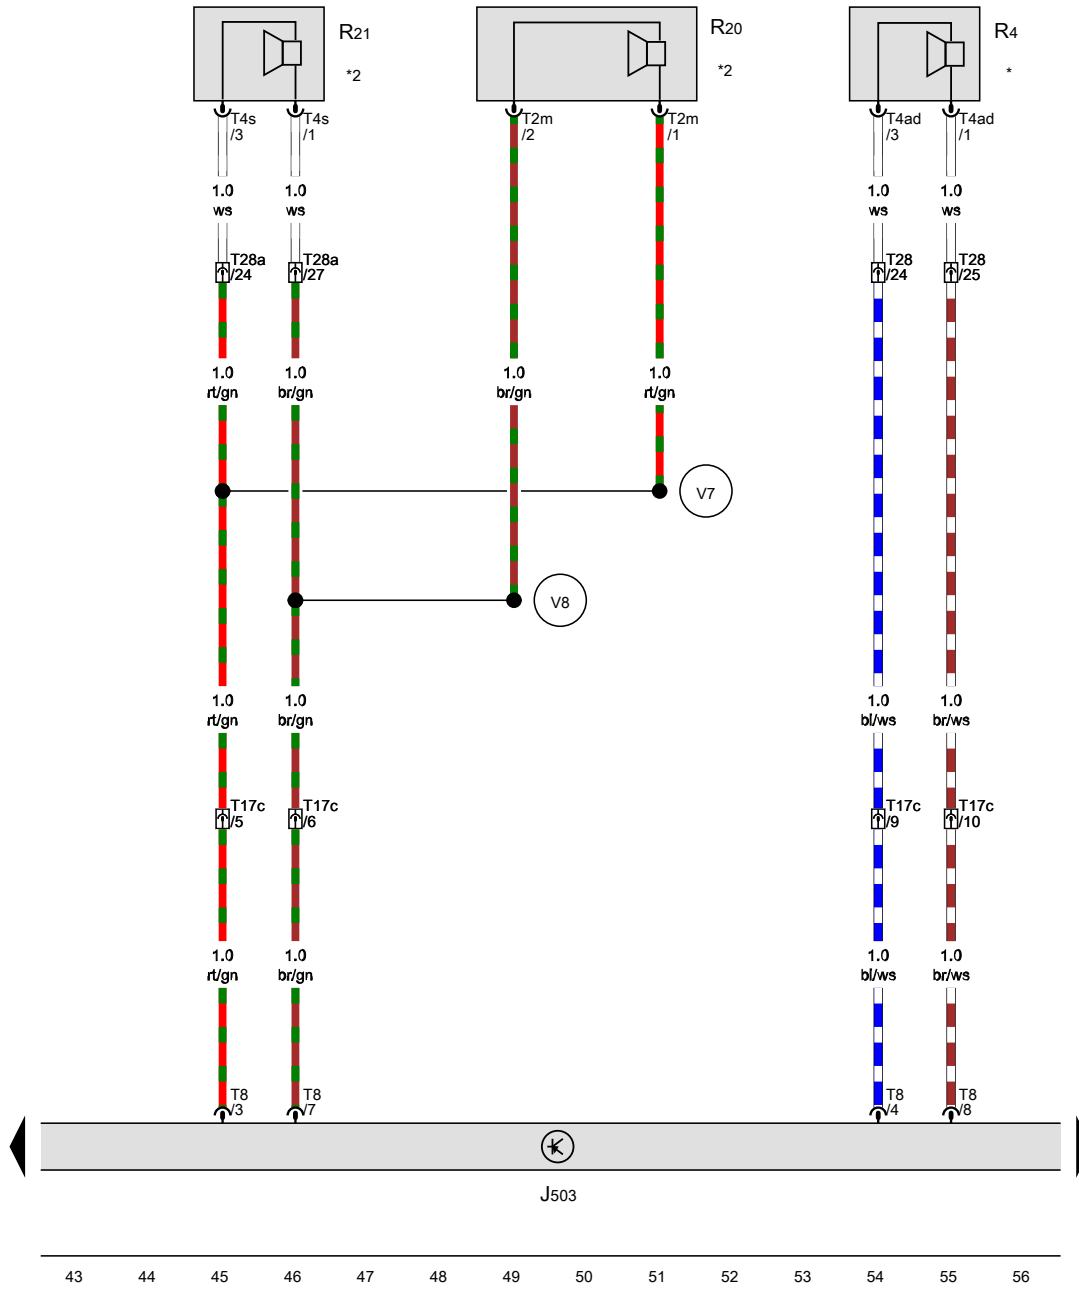 R21
*2
R20
*2
R4
*
T4s
/3
T4s
/1
T2m
/2
T2m
/1
T4ad
/3
T4ad
/1
1.0
ws
1.0
ws
1.0
ws
1.0
ws
T28a
/24
T28a
/27
T28
/24
T28
/25
1.0
rt/gn
1.0
br/gn
1.0
br/gn
1.0
rt/gn
V7
V8
1.0
rt/gn
1.0
br/gn
1.0
bl/ws
1.0
br/ws
T17c
/5
T17c
/6
T17c
/9
T17c
/10
1.0
rt/gn
1.0
br/gn
1.0
bl/ws
1.0
br/ws
T8
/3
T8
/7
T8
/4
T8
/8
J503
43 44 45 46 47 48 49 50 51 52 53 54 55 56